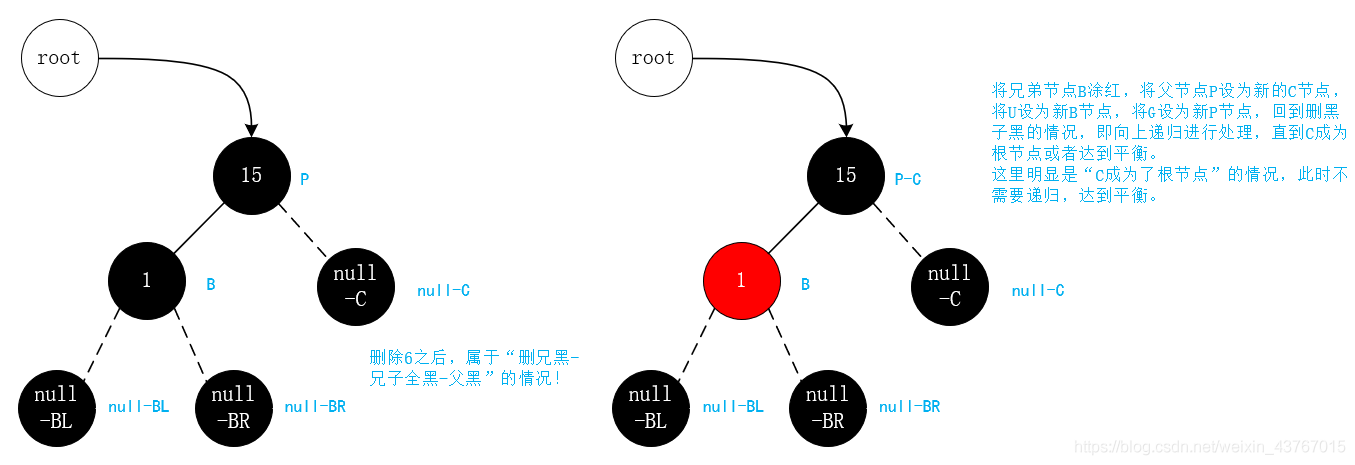 root
15
P
1
B
null
-C
null-C
删除6之后，属于“删兄黑-
兄子全黑-父黑”的情况！
null
-BL
null-BL
null
-BR
null-BR
root
15
P-C
1
B
null
-C
null-C
null
-BL
null-BL
null
-BR
null-BR
将兄弟节点B涂红，将父节点P设为新的C节点，
将U设为新B节点，将G设为新P节点，回到删黑
子黑的情况，即向上递归进行处理，直到C成为
根节点或者达到平衡。
这里明显是“C成为了根节点”的情况，此时不
需要递归，达到平衡。
https://blog.csdn.net/weixin_43767015